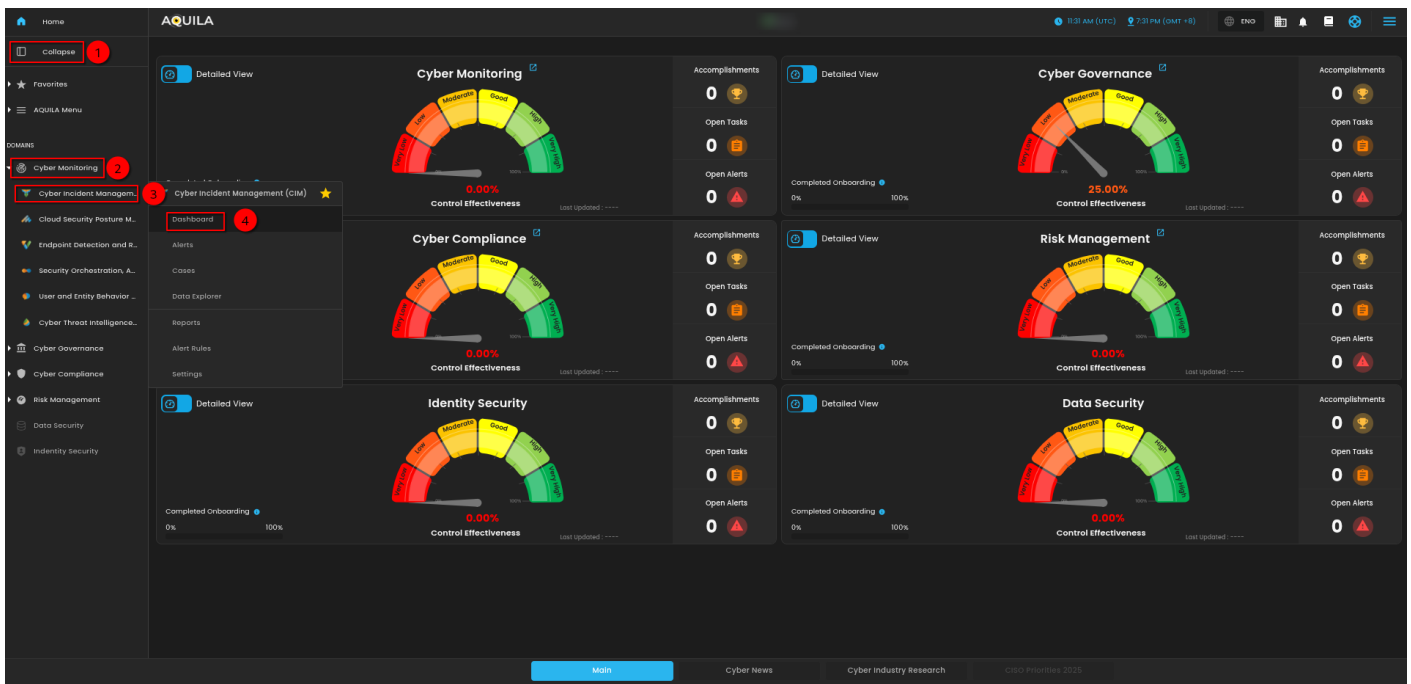 Home
AQUILA
11:31 AM (UTC)
7:31 PM (GMT +8)
ENG
Collapse
1
Favorites
AQUILA Menu
DOMAINS
Cyber Monitoring
2
Cyber Incident Managem..
3
Cloud Security Posture M..
Endpoint Detection and R..
Security Orchestration, A..
User and Entity Behavior ..
Cyber Threat Intelligence..
Cyber Governance
Cyber Compliance
Risk Management
Data Security
Indentity Security
Cyber Incident Management (CIM)
Dashboard
4
Alerts
Cases
Data Explorer
Reports
Alert Rules
Settings
Detailed View
Cyber Monitoring
Very Low
Low
Moderate
Good
High
Very High
0.00%
Control Effectiveness
Last Updated : ----
Accomplishments
0
Open Tasks
0
Open Alerts
0
Detailed View
Cyber Governance
Very Low
Low
Moderate
Good
High
Very High
0%
100%
25.00%
Control Effectiveness
Last Updated : ----
Completed Onboarding
0%
100%
Accomplishments
0
Open Tasks
0
Open Alerts
0
Cyber Compliance
Very Low
Low
Moderate
Good
High
Very High
0%
100%
0.00%
Control Effectiveness
Last Updated : ----
Accomplishments
0
Open Tasks
0
Open Alerts
0
Detailed View
Risk Management
Very Low
Low
Moderate
Good
High
Very High
0%
100%
0.00%
Control Effectiveness
Last Updated : ----
Completed Onboarding
0%
100%
Accomplishments
0
Open Tasks
0
Open Alerts
0
Detailed View
Identity Security
Very Low
Low
Moderate
Good
High
Very High
0%
100%
0.00%
Control Effectiveness
Last Updated : ----
Completed Onboarding
0%
100%
Accomplishments
0
Open Tasks
0
Open Alerts
0
Detailed View
Data Security
Very Low
Low
Moderate
Good
High
Very High
0%
100%
0.00%
Control Effectiveness
Last Updated : ----
Completed Onboarding
0%
100%
Accomplishments
0
Open Tasks
0
Open Alerts
0
Main
Cyber News
Cyber Industry Research
CISO Priorities 2025